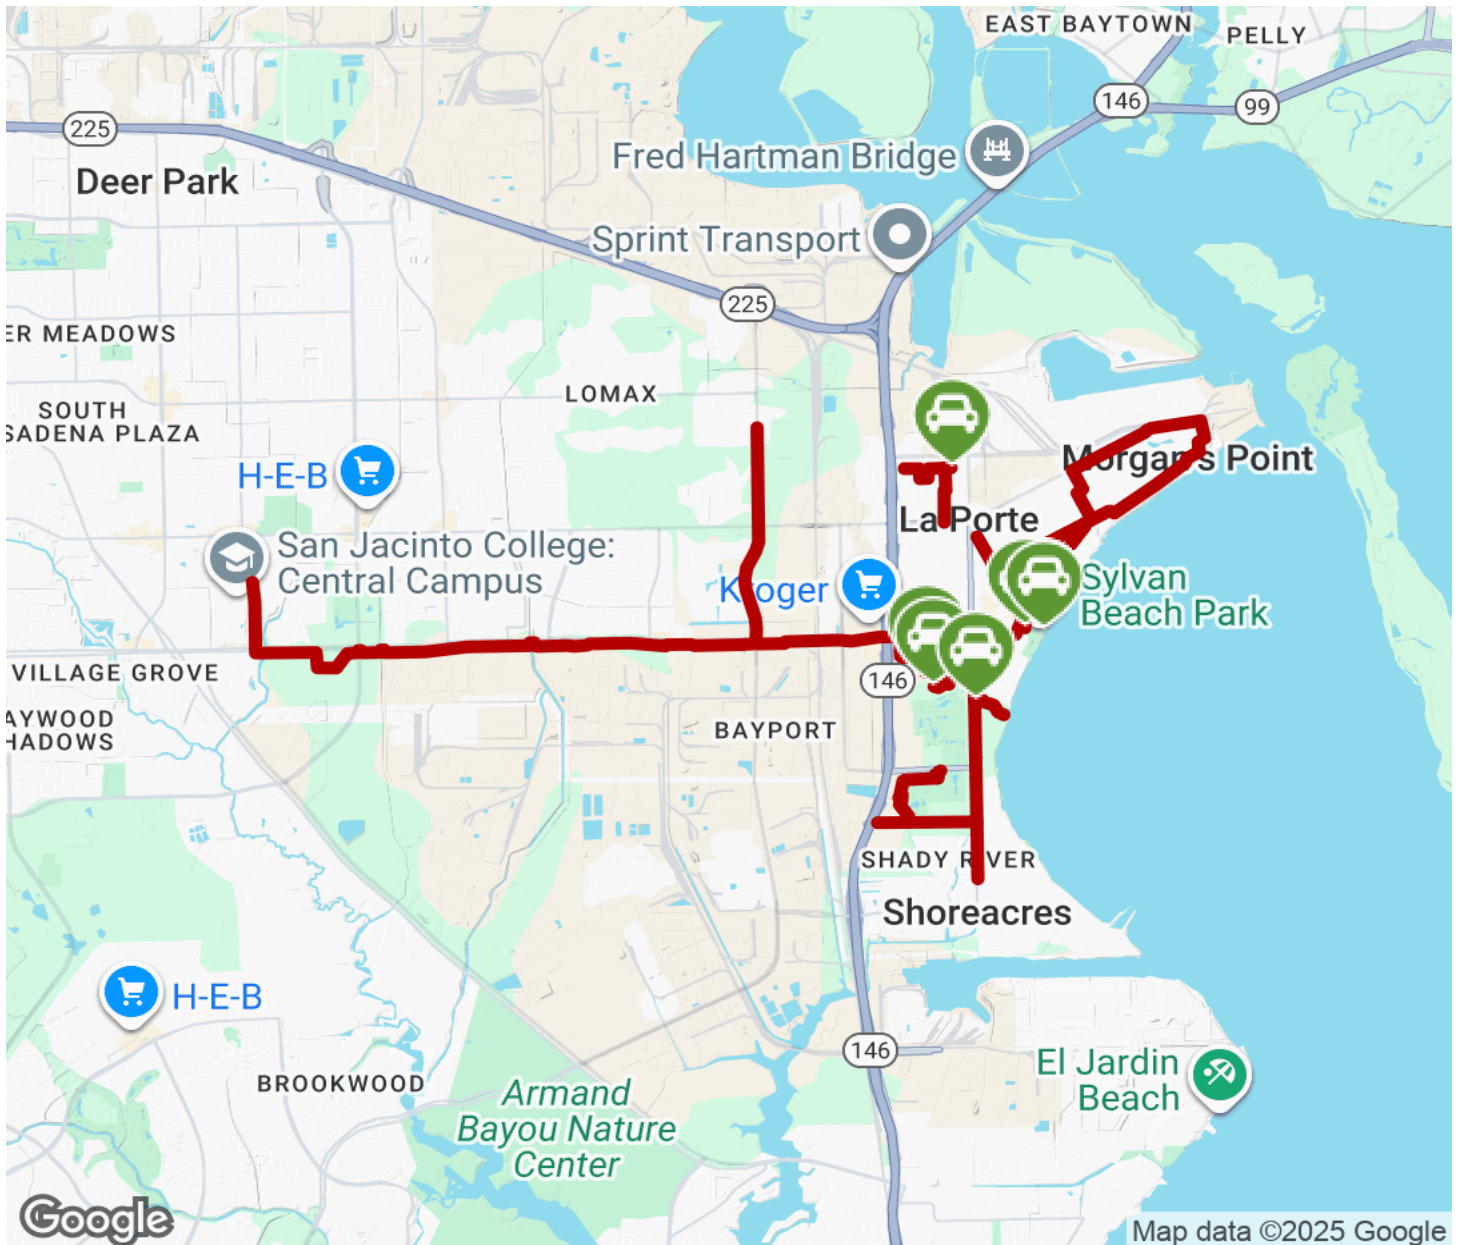 EAST BAYTOWN
PELLY
146
99
225
Fred Hartman Bridge
Deer Park
Sprint Transport
225
ER MEADOWS
LOMAX
SOUTH
SADENA PLAZA
Morgan's Point
H-E-B
La Porte
San Jacinto College:
Central Campus
Kroger
Sylvan
Beach Park
VILLAGE GROVE
146
AYWOOD
HADOWS
BAYPORT
SHADY RIVER
Shoreacres
H-E-B
146
El Jardin
Beach
BROOKWOOD
Armand
Bayou Nature
Center
Google
Map data ©2025 Google